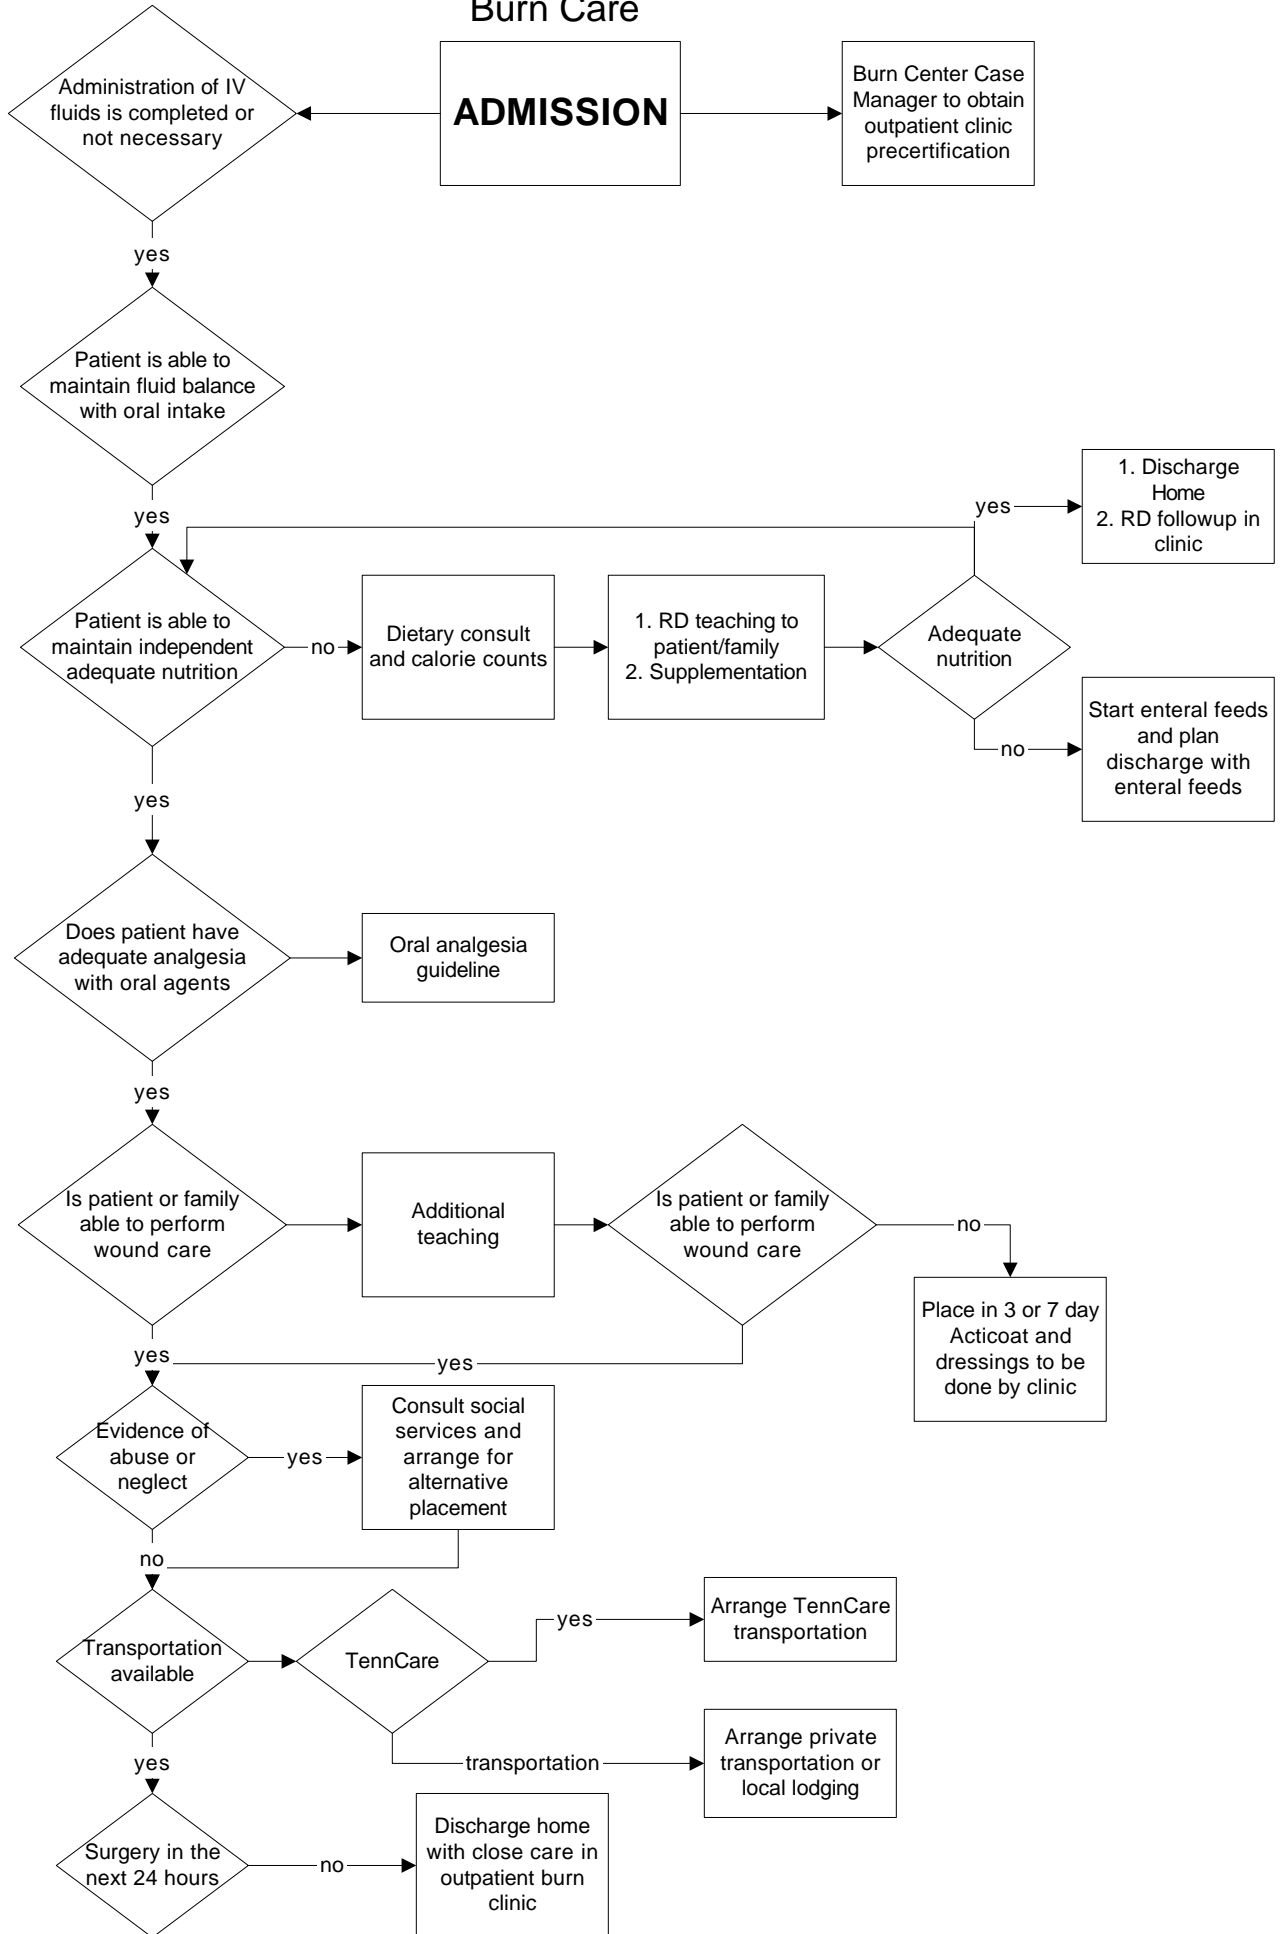 Burn Care
Administration of IV
fluids is completed or
not necessary
ADMISSION
Burn Center Case
Manager to obtain
outpatient clinic
precertification
yes
Patient is able to
maintain fluid balance
with oral intake
yes
Patient is able to
maintain independent
adequate nutrition
no
Dietary consult
and calorie counts
1. RD teaching to
patient/family
2. Supplementation
Adequate
nutrition
yes
1. Discharge
Home
2. RD followup in
clinic
no
Start enteral feeds
and plan
discharge with
enteral feeds
yes
Does patient have
adequate analgesia
with oral agents
Oral analgesia
guideline
yes
Is patient or family
able to perform
wound care
Additional
teaching
Is patient or family
able to perform
wound care
no
Place in 3 or 7 day
Acticoat and
dressings to be
done by clinic
yes
yes
Evidence of
abuse or
neglect
yes
Consult social
services and
arrange for
alternative
placement
no
Transportation
available
TennCare
yes
Arrange TennCare
transportation
transportation
Arrange private
transportation or
local lodging
yes
Surgery in the
next 24 hours
no
Discharge home
with close care in
outpatient burn
clinic